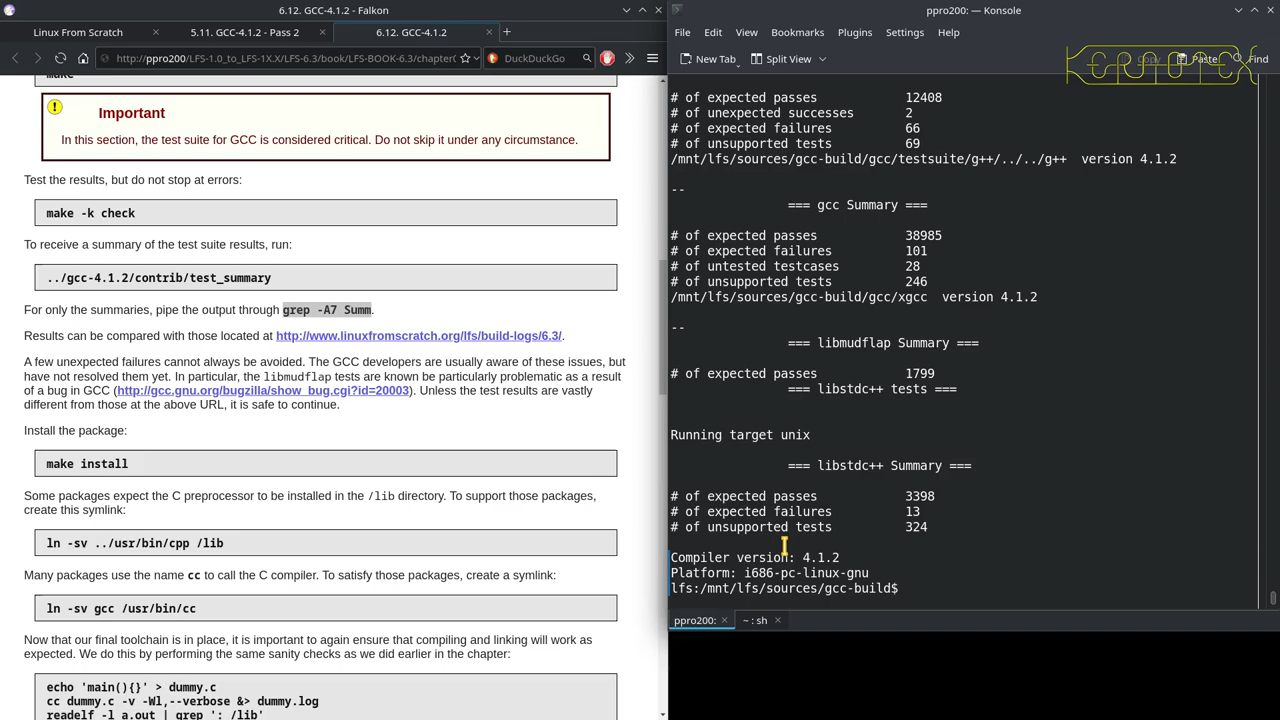 6.12. GCC-4.1.2 - Falkon
Linux From Scratch
5.11. GCC-4.1.2 - Pass 2
6.12. GCC-4.1.2
http://ppro200/LFS-1.0_to_LFS-1X.X/LFS-6.3/book/LFS-BOOK-6.3/chapter(
DuckDuckGo
make
Important
In this section, the test suite for GCC is considered critical. Do not skip it under any circumstance.
Test the results, but do not stop at errors:
make -k check
To receive a summary of the test suite results, run:
../gcc-4.1.2/contrib/test_summary
For only the summaries, pipe the output through grep -A7 Summ.
Results can be compared with those located at http://www.linuxfromscratch.org/lfs/build-logs/6.3/.
A few unexpected failures cannot always be avoided. The GCC developers are usually aware of these issues, but
have not resolved them yet. In particular, the libmudflap tests are known be particularly problematic as a result
of a bug in GCC (http://gcc.gnu.org/bugzilla/show_bug.cgi?id=20003). Unless the test results are vastly
different from those at the above URL, it is safe to continue.
Install the package:
make install
Some packages expect the C preprocessor to be installed in the /lib directory. To support those packages,
create this symlink:
ln -sv ../usr/bin/cpp /lib
Many packages use the name cc to call the C compiler. To satisfy those packages, create a symlink:
ln -sv gcc /usr/bin/cc
Now that our final toolchain is in place, it is important to again ensure that compiling and linking will work as
expected. We do this by performing the same sanity checks as we did earlier in the chapter:
echo 'main(){}' > dummy.c
cc dummy.c -v -Wl,--verbose &> dummy.log
readelf -l a.out | grep ': /lib'
ppro200: — Konsole
File Edit View Bookmarks Plugins Settings Help
New Tab Split View Copy Paste Find
# of expected passes 12408
# of unexpected successes 2
# of expected failures 66
# of unsupported tests 69
/mnt/lfs/sources/gcc-build/gcc/testsuite/g++/../../g++ version 4.1.2
--
=== gcc Summary ===
# of expected passes 38985
# of expected failures 101
# of untested testcases 28
# of unsupported tests 246
/mnt/lfs/sources/gcc-build/gcc/xgcc version 4.1.2
--
=== libmudflap Summary ===
# of expected passes 1799
=== libstdc++ tests ===
Running target unix
=== libstdc++ Summary ===
# of expected passes 3398
# of expected failures 13
# of unsupported tests 324
Compiler version: 4.1.2
Platform: i686-pc-linux-gnu
lfs:/mnt/lfs/sources/gcc-build$
ppro200:
~ : sh